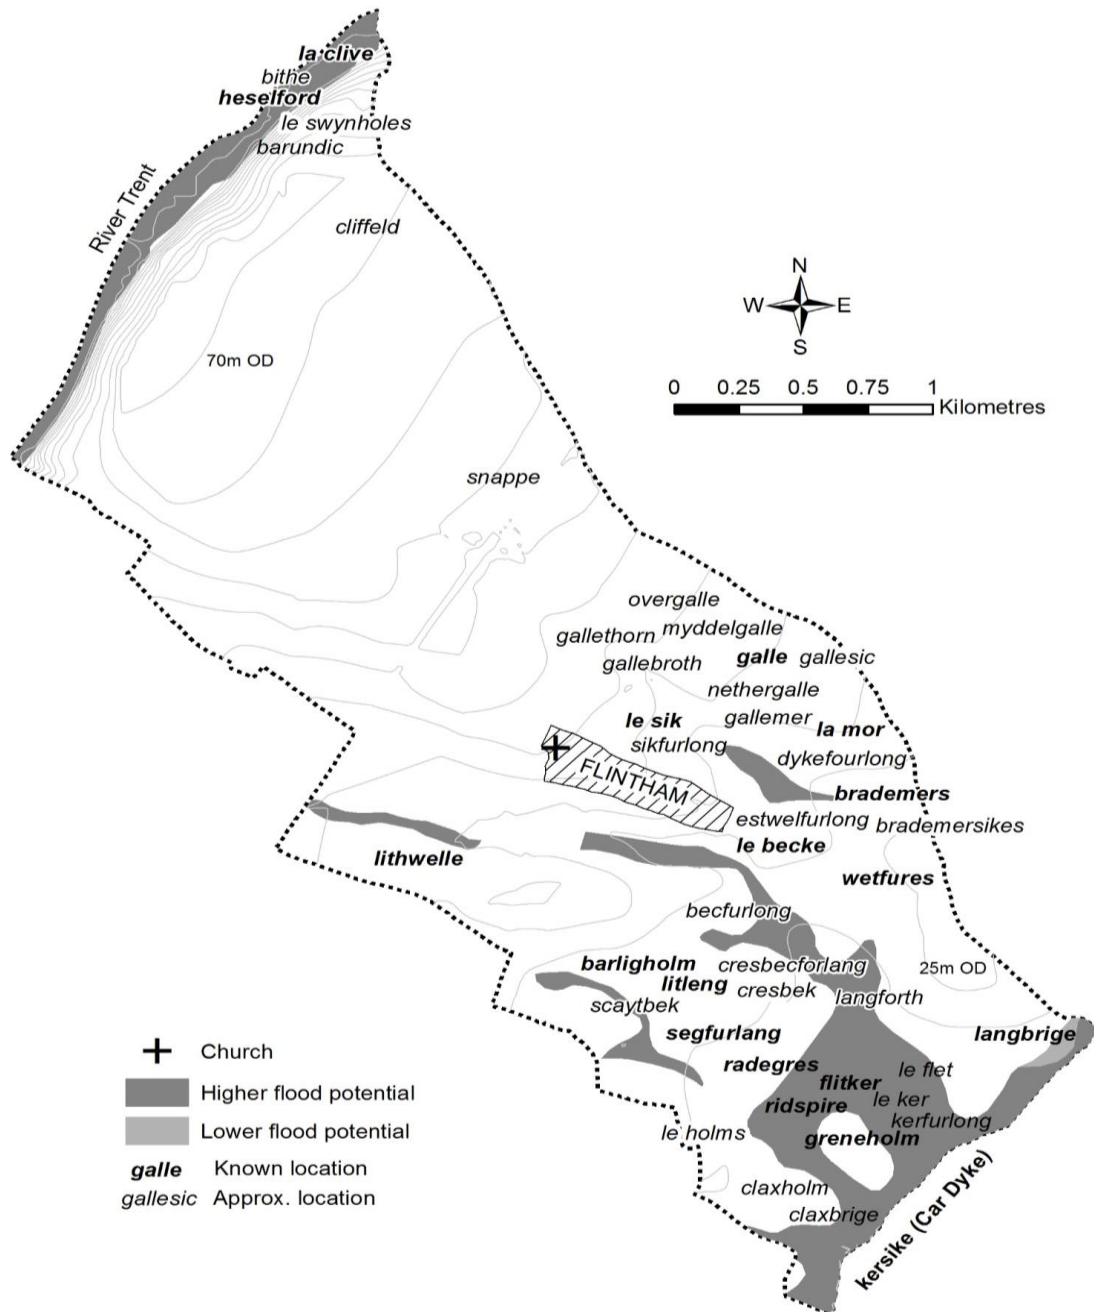 la clive
bithe
heselford
le swynholes
barundic
River Trent
cliffeld
N
W E
S
70m OD
0 0.25 0.5 0.75 1
Kilometres
snappe
overgalle
gallethorn myddelgalle
gallebroth galle gallesic
nethergalle
le sik gallemer la mor
sikfurlong dykefourlong
FLINTHAM
brademers
estwelfurlong brademersikes
le becke
lithwelle
wetfures
becfurlong
barligholm cresbecforlang 25m OD
litleng cresbek
scaytbek langforth
segfurlang langbrige
radegres le flet
flitker
ridspire le ker
kerfurlong
le holms greneholm
claxholm
claxbrige
kersike (Car Dyke)
Church
Higher flood potential
Lower flood potential
galle Known location
gallesic Approx. location